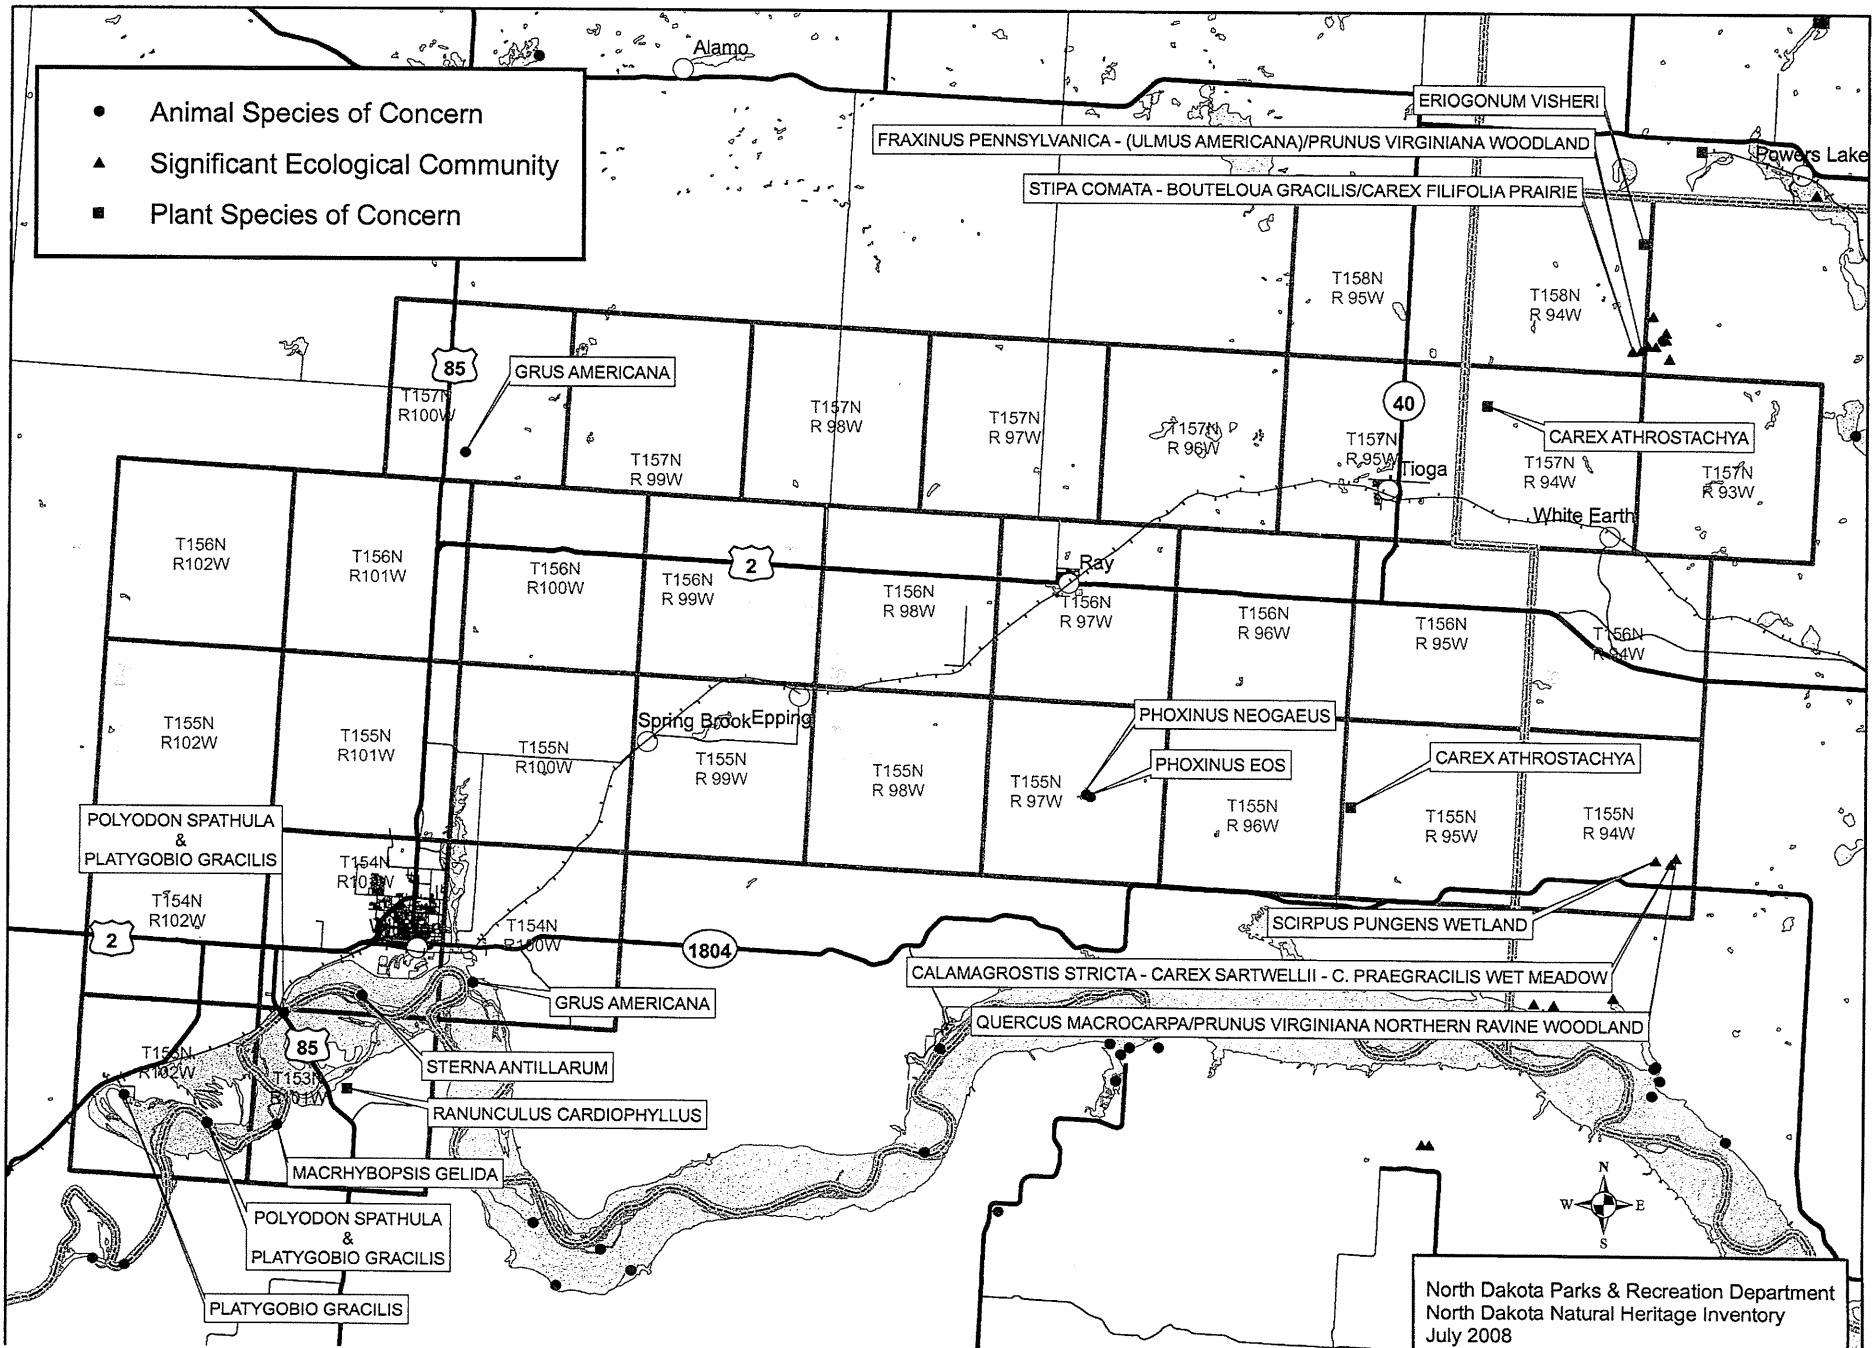 Alamo
Animal Species of Concern
Significant Ecological Community
Plant Species of Concern
ERIOGONUM VISHERI
FRAXINUS PENNSYLVANICA - (ULMUS AMERICANA)/PRUNUS VIRGINIANA WOODLAND
Powers Lake
STIPA COMATA - BOUTELOUA GRACILIS/CAREX FILIFOLIA PRAIRIE
T158N
R 95W
T158N
R 94W
85
GRUS AMERICANA
T157N
R100W
T157N
R 99W
T157N
R 98W
T157N
R 97W
T157N
R 96W
40
T157N
R 95W
Tioga
CAREX ATHROSTACHYA
T157N
R 94W
T157N
R 93W
White Earth
T156N
R102W
T156N
R101W
T156N
R100W
2
T156N
R 99W
T156N
R 98W
Ray
T156N
R 97W
T156N
R 96W
T156N
R 95W
T156N
R 94W
T155N
R102W
T155N
R101W
T155N
R100W
Spring Brook
Epping
T155N
R 99W
T155N
R 98W
T155N
R 97W
PHOXINUS NEOGAEUS
PHOXINUS EOS
T155N
R 96W
CAREX ATHROSTACHYA
T155N
R 95W
T155N
R 94W
POLYODON SPATHULA
&
PLATYGOBIO GRACILIS
T154N
R101W
T154N
R102W
2
T154N
R100W
1804
SCIRPUS PUNGENS WETLAND
CALAMAGROSTIS STRICTA - CAREX SARTWELLII - C. PRAEGRACILIS WET MEADOW
GRUS AMERICANA
QUERCUS MACROCARPA/PRUNUS VIRGINIANA NORTHERN RAVINE WOODLAND
85
T153N
R102W
STERNA ANTILLARUM
T153N
R101W
RANUNCULUS CARDIOPHYLLUS
MACRHYBOPSIS GELIDA
POLYODON SPATHULA
&
PLATYGOBIO GRACILIS
PLATYGOBIO GRACILIS
N
W
E
S
North Dakota Parks & Recreation Department
North Dakota Natural Heritage Inventory
July 2008